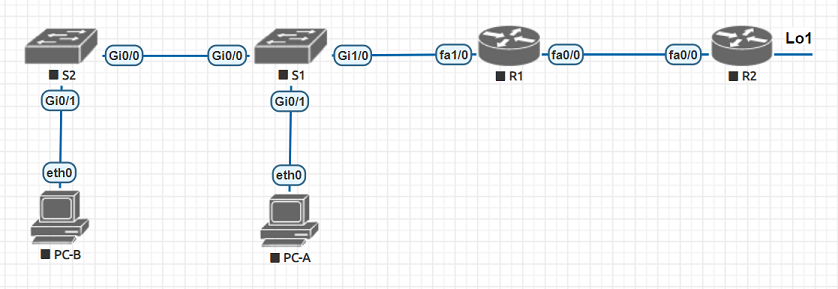 Lo1
Gi0/0 Gi0/0 Gi1/0 fa1/0 fa0/0 fa0/0
S2 S1 R1 R2
Gi0/1 Gi0/1
eth0 eth0
PC-B PC-A